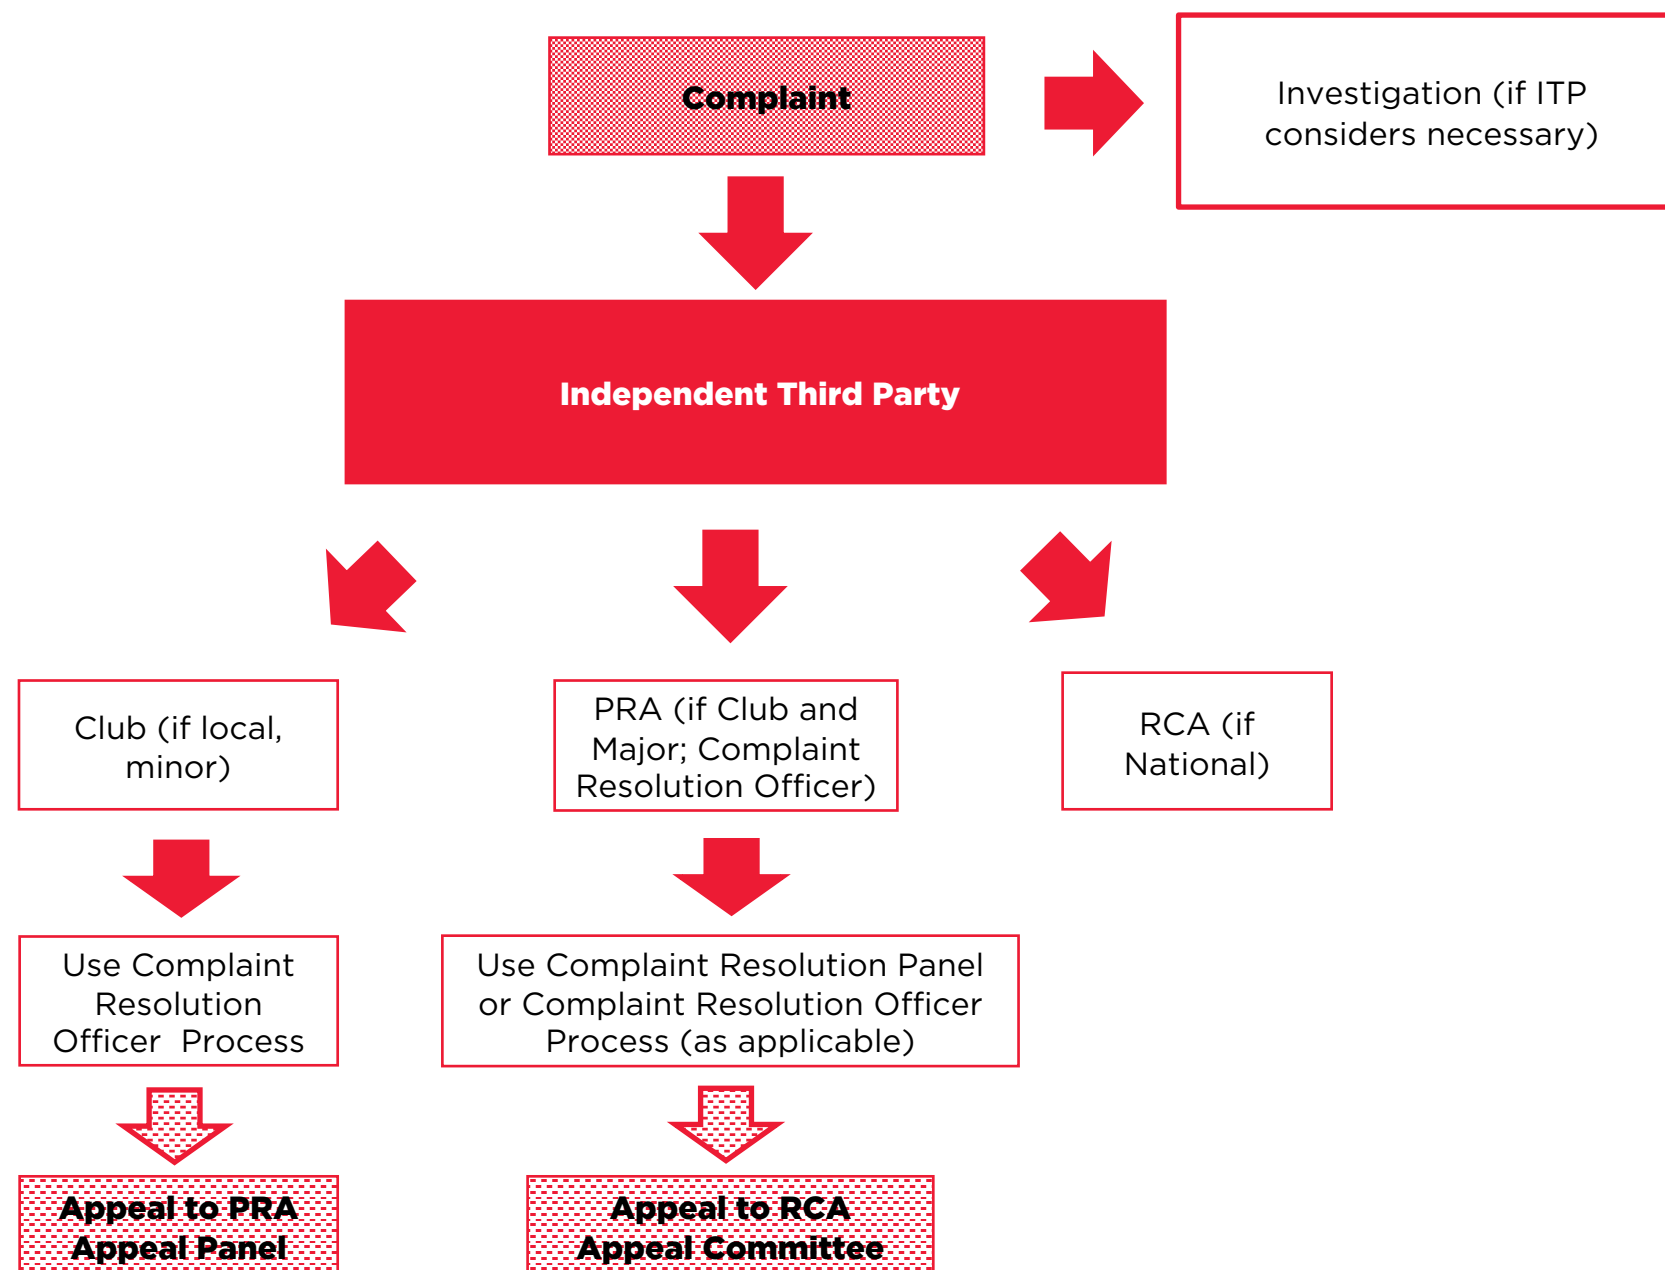 Complaint
Investigation (if ITP
considers necessary)
Independent Third Party
Club (if local,
minor)
PRA (if Club and
Major; Complaint
Resolution Officer)
RCA (if
National)
Use Complaint
Resolution
Officer  Process
Use Complaint Resolution Panel
or Complaint Resolution Officer
Process (as applicable)
Appeal to PRA
Appeal Panel
Appeal to RCA
Appeal Committee